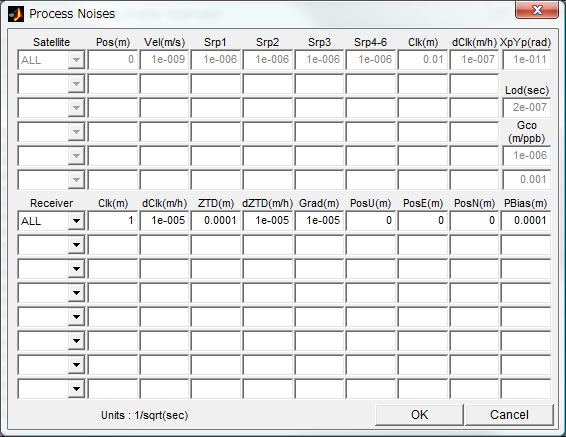 Process Noises
Satellite Pos(m) Vel(m/s) Srp1 Srp2 Srp3 Srp4-6 Clk(m) dClk(m/h) XpYp(rad)
ALL 0 1e-009 1e-006 1e-006 1e-006 1e-006 0.01 1e-007 1e-011
Lod(sec)
2e-007
Gco
(m/ppb)
1e-006
0.001
Receiver Clk(m) dClk(m/h) ZTD(m) dZTD(m/h) Grad(m) PosU(m) PosE(m) PosN(m) PBias(m)
ALL 1 1e-005 0.0001 1e-005 1e-005 0 0 0 0.0001
Units : 1/sqrt(sec) OK Cancel